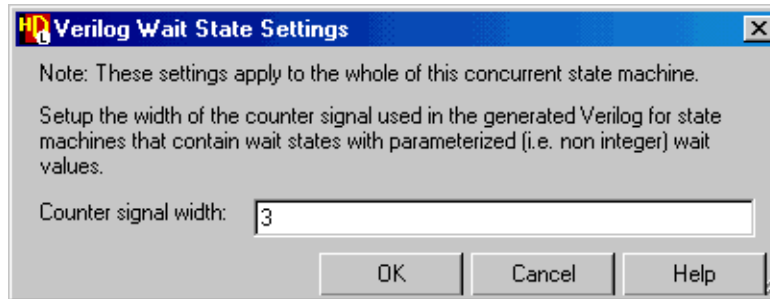 HDL Verilog Wait State Settings
Note: These settings apply to the whole of this concurrent state machine.
Setup the width of the counter signal used in the generated Verilog for state
machines that contain wait states with parameterized (i.e. non integer) wait
values.
Counter signal width: 3
OK Cancel Help